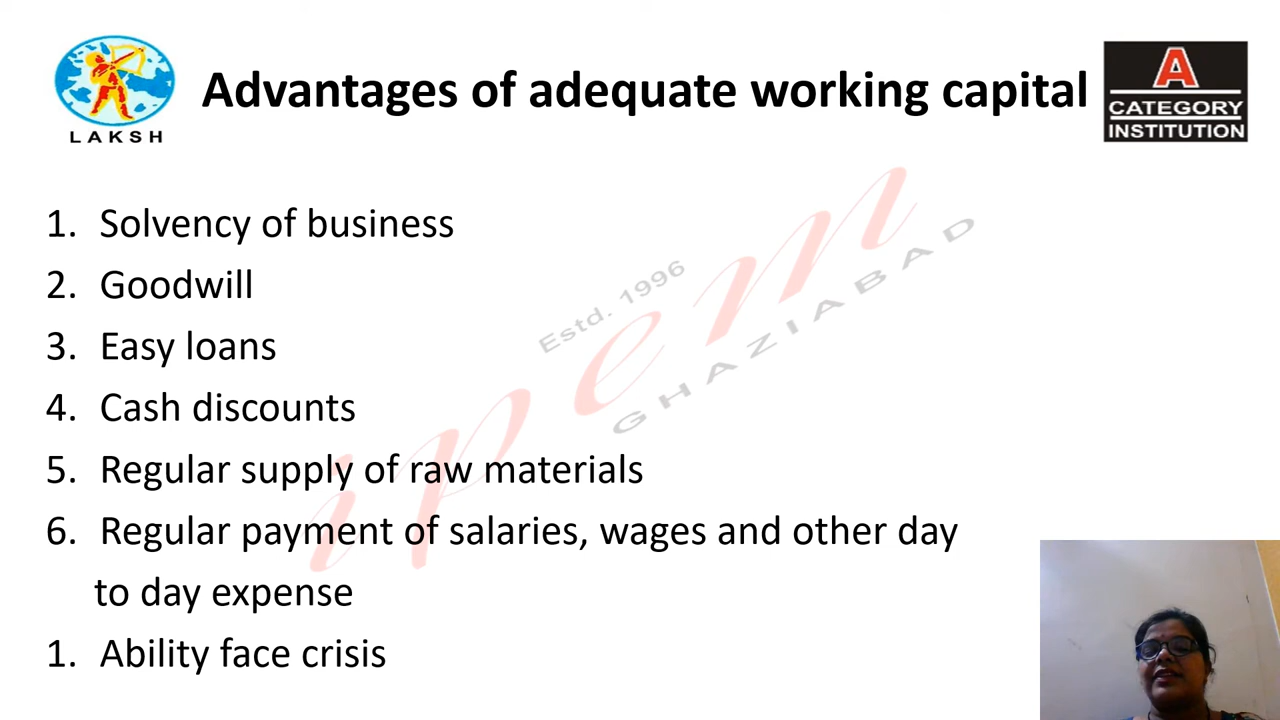 LAKSH
Advantages of adequate working capital
A
CATEGORY
INSTITUTION
1. Solvency of business
2. Goodwill
3. Easy loans
4. Cash discounts
5. Regular supply of raw materials
6. Regular payment of salaries, wages and other day
to day expense
1. Ability face crisis
Estd. 1996
ipem
GHAZIABAD